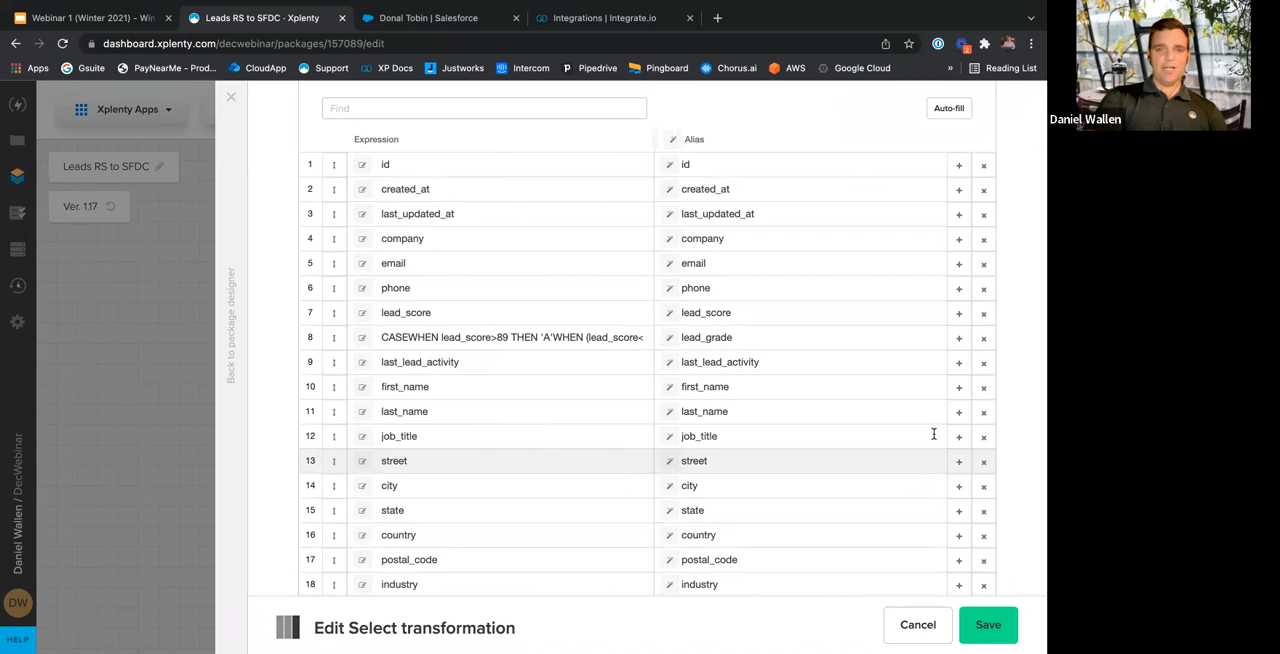 Webinar 1 (Winter 2021) - Win
Leads RS to SFDC · Xplenty
Donal Tobin | Salesforce
Integrations | Integrate.io
dashboard.xplenty.com/decwebinar/packages/157089/edit
Apps
Gsuite
PayNearMe - Prod...
CloudApp
Support
XP Docs
Justworks
Intercom
Pipedrive
Pingboard
Chorus.ai
AWS
Google Cloud
»
Reading List
Daniel Wallen
Xplenty Apps
Leads RS to SFDC
Ver. 1.17
Back to package designer
Daniel Wallen / DecWebinar
DW
HELP
Find
Auto-fill
Expression Alias
1 id id
2 created_at created_at
3 last_updated_at last_updated_at
4 company company
5 email email
6 phone phone
7 lead_score lead_score
8 CASEWHEN lead_score>89 THEN 'A'WHEN (lead_score< lead_grade
9 last_lead_activity last_lead_activity
10 first_name first_name
11 last_name last_name
12 job_title job_title
13 street street
14 city city
15 state state
16 country country
17 postal_code postal_code
18 industry industry
Edit Select transformation
Cancel
Save